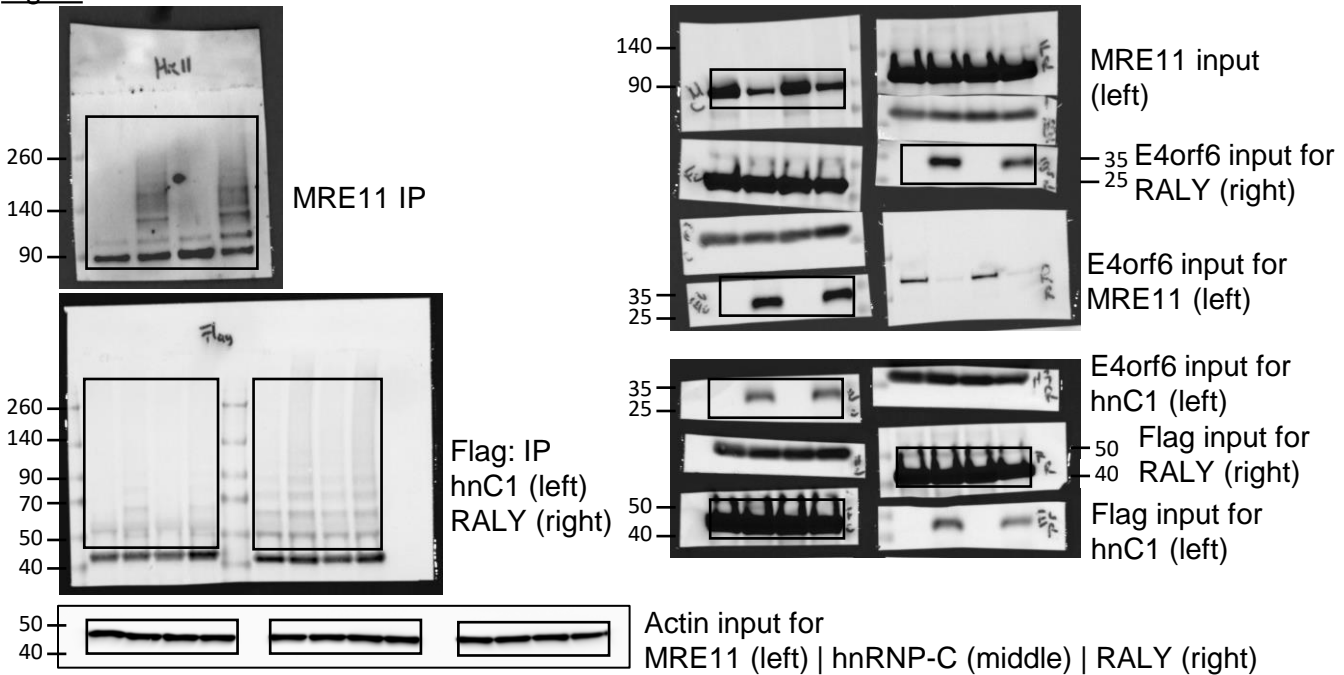 260
140
90
MRE11 IP
Flag
260
140
90
70
50
40
Flag: IP
hnC1 (left)
RALY (right)
50
40
Actin input for
MRE11 (left) | hnRNP-C (middle) | RALY (right)
140
90
MRE11 input
(left)
35 E4orf6 input for
25 RALY (right)
35
25
E4orf6 input for
MRE11 (left)
35
25
E4orf6 input for
hnC1 (left)
50 Flag input for
40 RALY (right)
50
40
Flag input for
hnC1 (left)